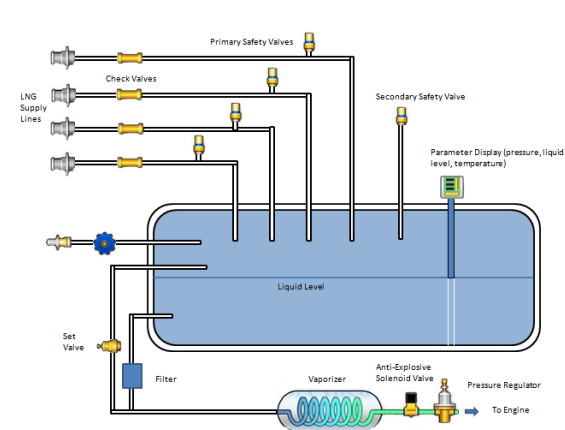 Primary Safety Valves
Check Valves
LNG
Supply
Lines
Secondary Safety Valve
Parameter Display (pressure, liquid
level, temperature)
Liquid Level
Set
Valve
Filter
Vaporizer
Anti-Explosive
Solenoid Valve
Pressure Regulator
To Engine